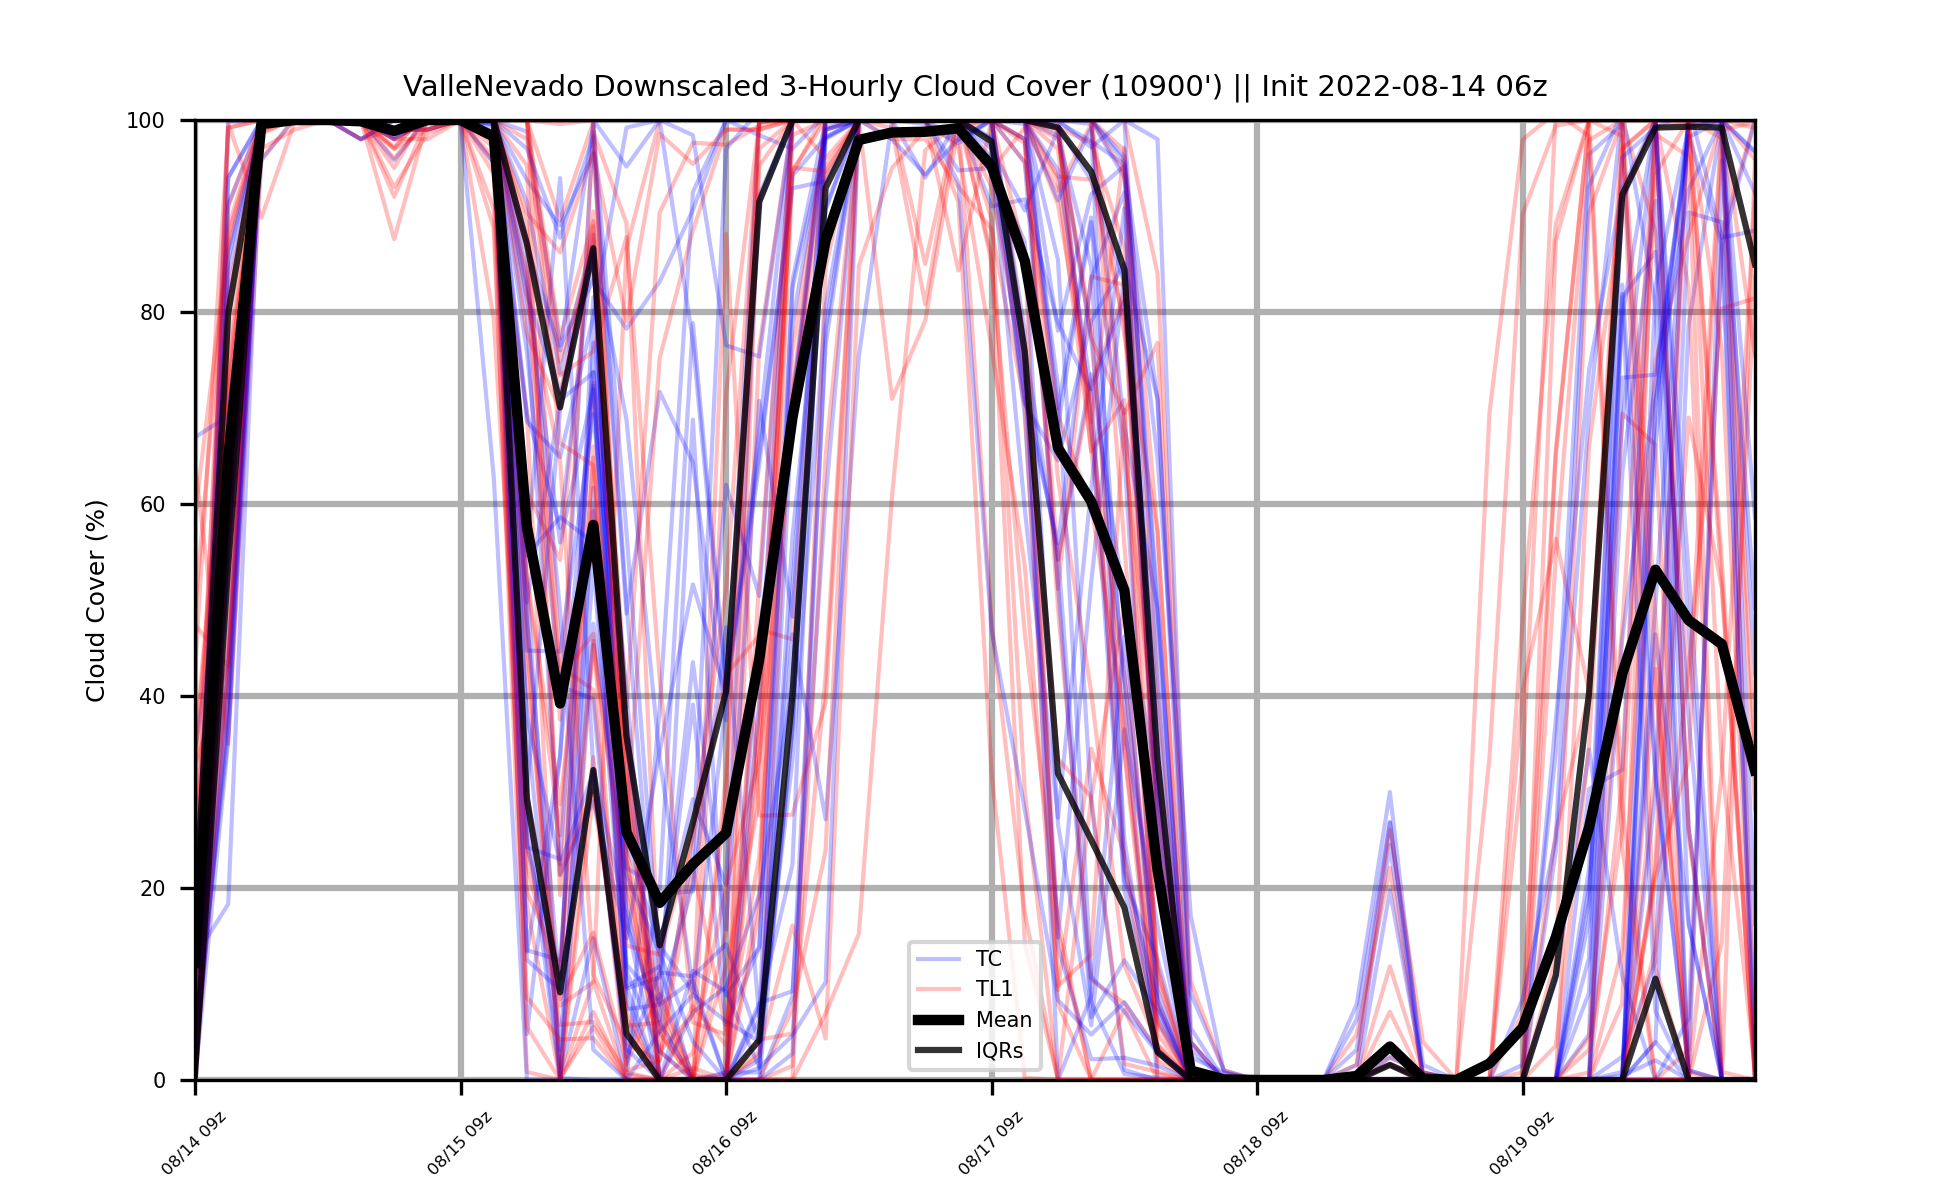 ValleNevado Downscaled 3-Hourly Cloud Cover (10900') || Init 2022-08-14 06z
Cloud Cover (%)
100
80
60
40
20
0
TC
TL1
Mean
IQRs
08/14 09z
08/15 09z
08/16 09z
08/17 09z
08/18 09z
08/19 09z